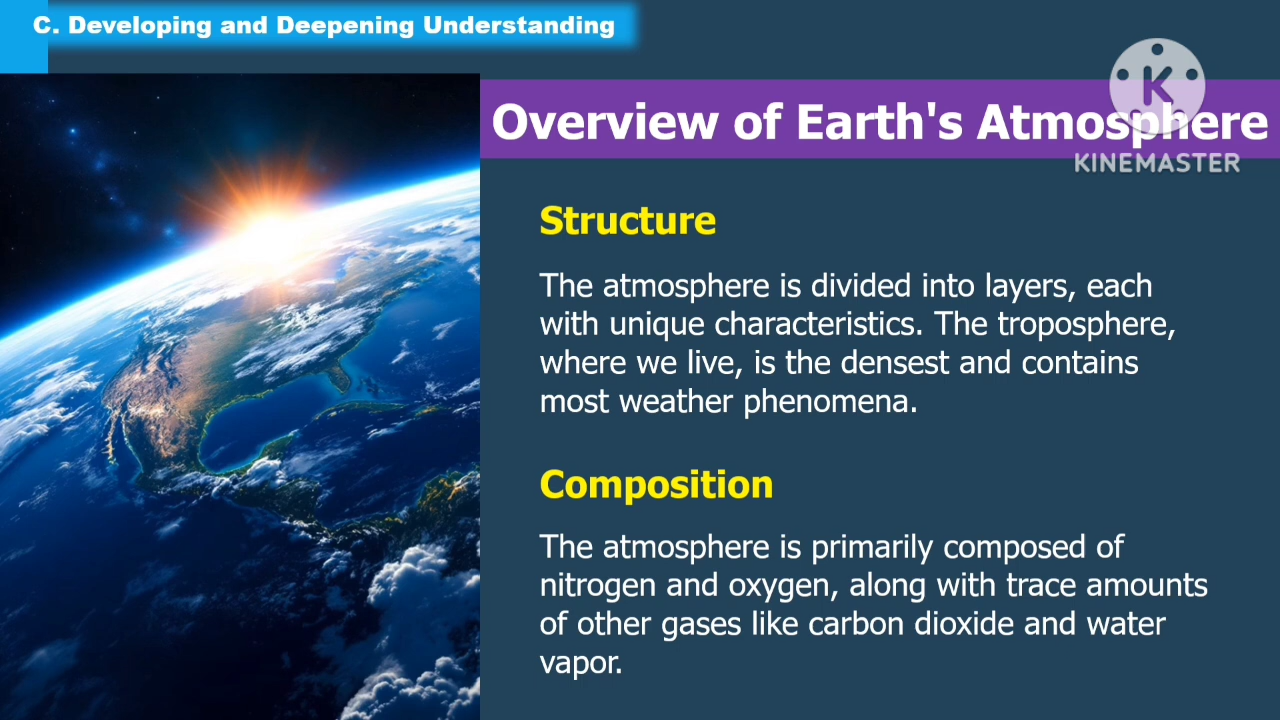 C. Developing and Deepening Understanding
Overview of Earth's Atmosphere
KINEMASTER
Structure
The atmosphere is divided into layers, each
with unique characteristics. The troposphere,
where we live, is the densest and contains
most weather phenomena.
Composition
The atmosphere is primarily composed of
nitrogen and oxygen, along with trace amounts
of other gases like carbon dioxide and water
vapor.